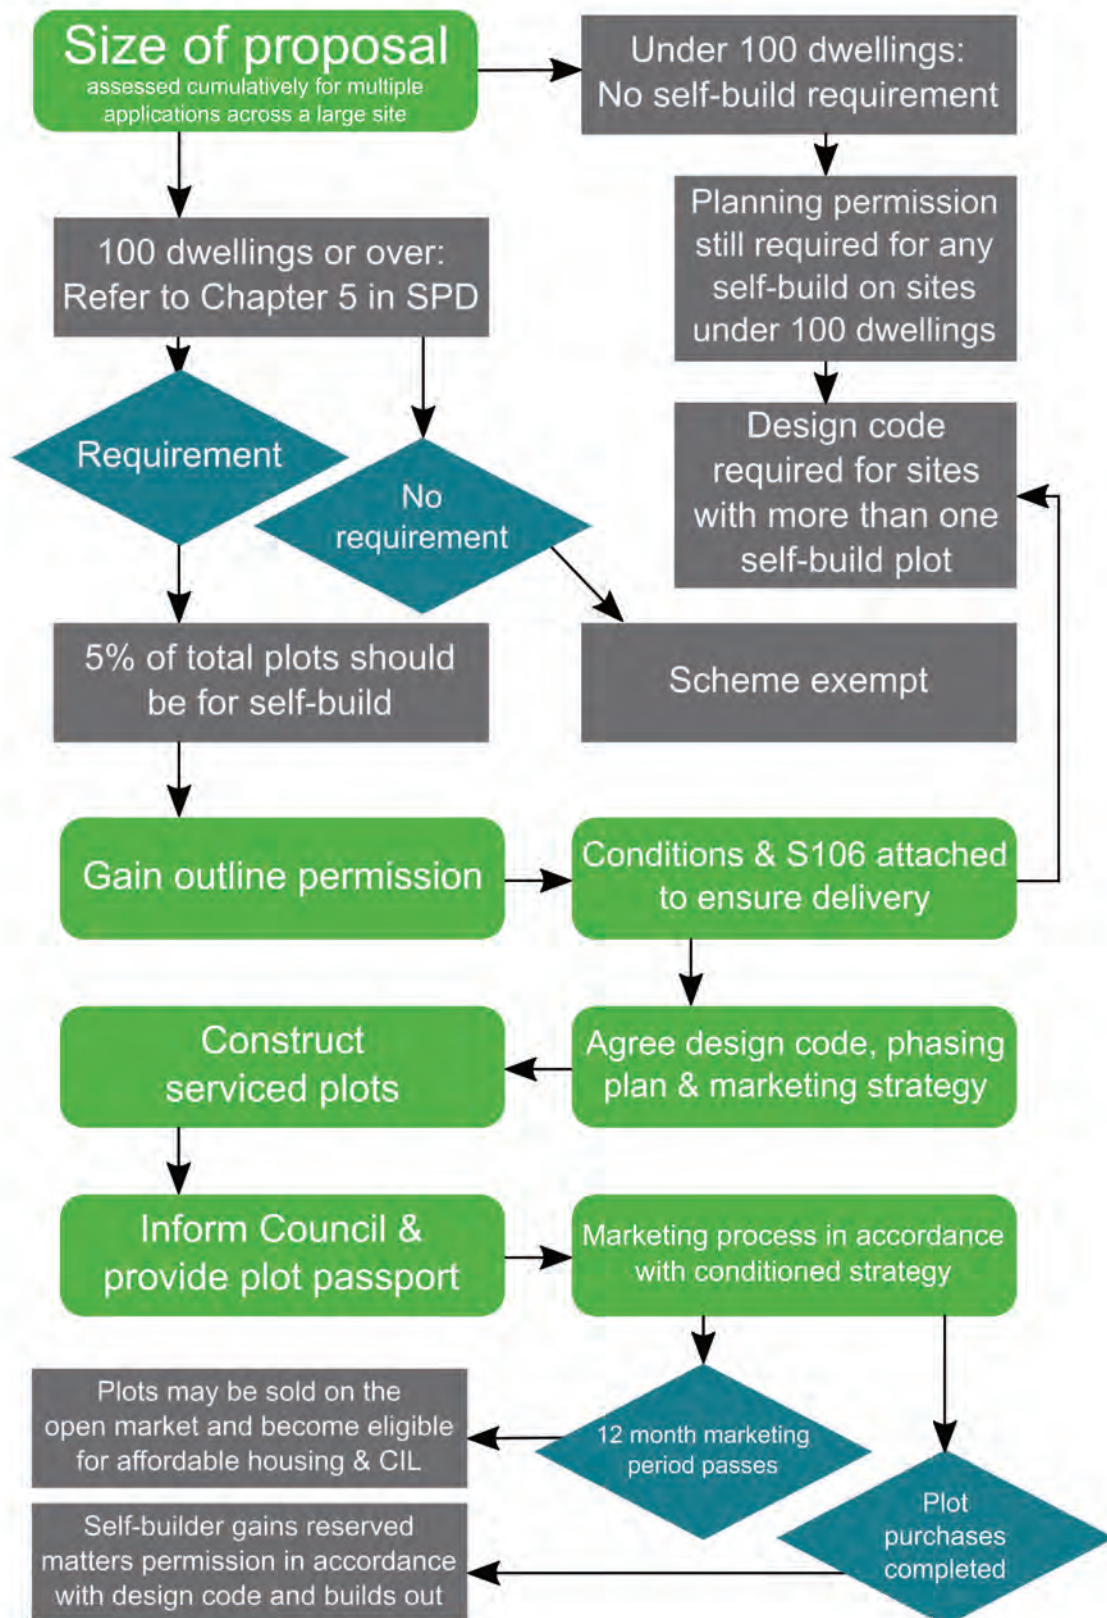 Size of proposal
assessed cumulatively for multiple
applications across a large site
Under 100 dwellings:
No self-build requirement
Planning permission
still required for any
self-build on sites
under 100 dwellings
100 dwellings or over:
Refer to Chapter 5 in SPD
Design code
required for sites
with more than one
self-build plot
Requirement
No
requirement
5% of total plots should
be for self-build
Scheme exempt
Gain outline permission
Conditions & S106 attached
to ensure delivery
Construct
serviced plots
Agree design code, phasing
plan & marketing strategy
Inform Council &
provide plot passport
Marketing process in accordance
with conditioned strategy
Plots may be sold on the
open market and become eligible
for affordable housing & CIL
12 month marketing
period passes
Self-builder gains reserved
matters permission in accordance
with design code and builds out
Plot
purchases
completed